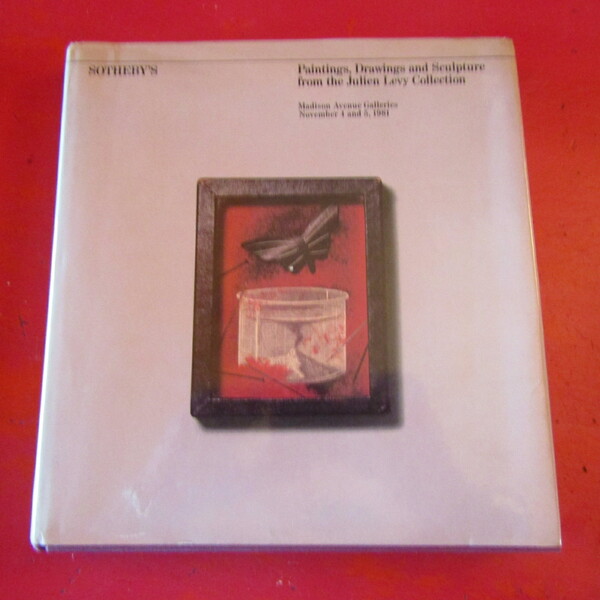 SOTHEBY'S
Paintings, Drawings and Sculpture
from the Julien Levy Collection
Madison Avenue Galleries
November 4 and 5, 1981